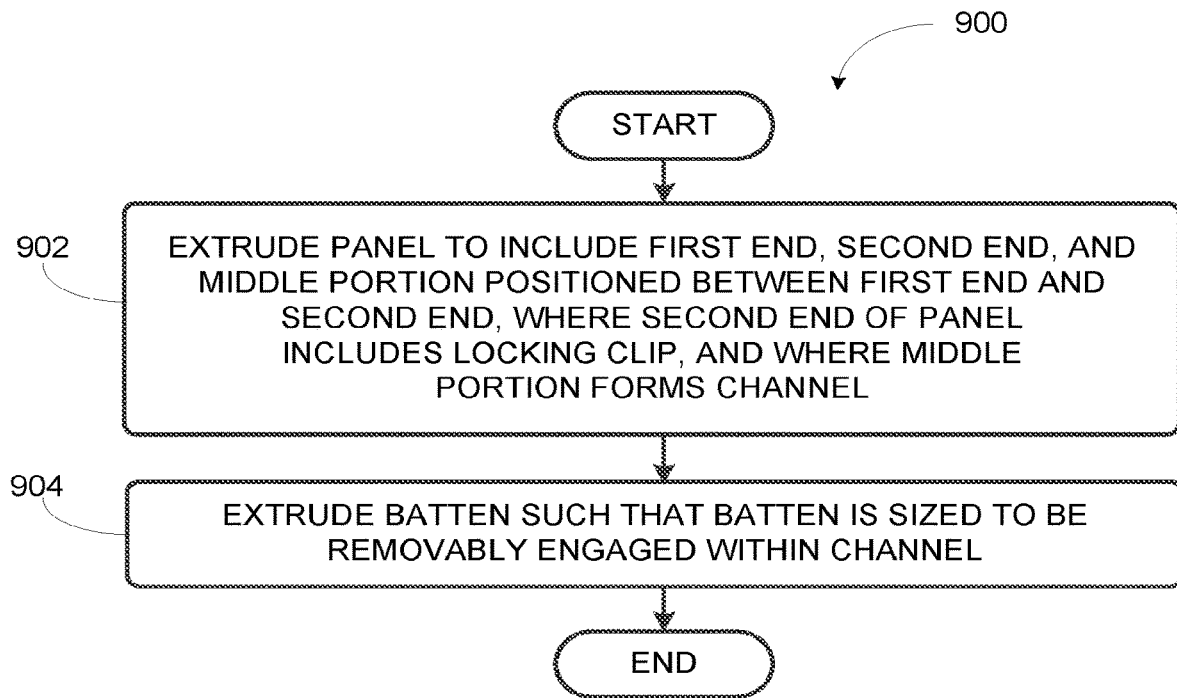 900
START
902
EXTRUDE PANEL TO INCLUDE FIRST END, SECOND END, AND
MIDDLE PORTION POSITIONED BETWEEN FIRST END AND
SECOND END, WHERE SECOND END OF PANEL
INCLUDES LOCKING CLIP, AND WHERE MIDDLE
PORTION FORMS CHANNEL
904
EXTRUDE BATTEN SUCH THAT BATTEN IS SIZED TO BE
REMOVABLY ENGAGED WITHIN CHANNEL
END